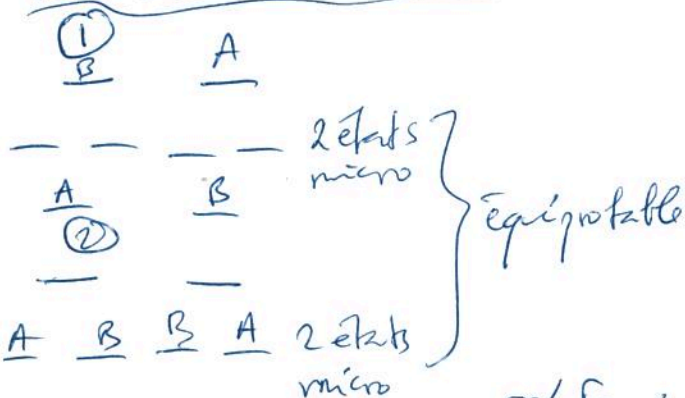 ①
B A
2 états
micro
A B
②
équiprobable
A B B A 2 états
micro